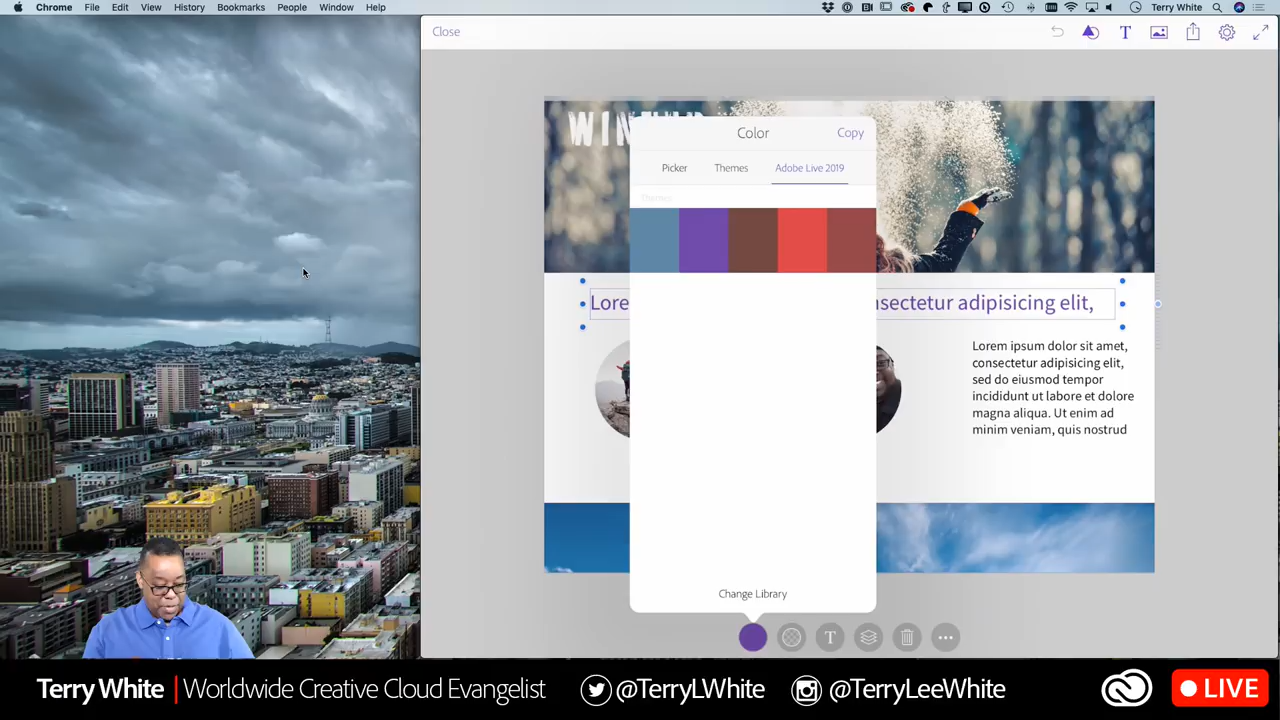 Chrome File Edit View History Bookmarks People Window Help
Terry White
Close
T
WIN
Color
Copy
Picker Themes Adobe Live 2019
Themes
Lore
nsectetur adipisicing elit,
Lorem ipsum dolor sit amet,
consectetur adipisicing elit,
sed do eiusmod tempor
incididunt ut labore et dolore
magna aliqua. Ut enim ad
minim veniam, quis nostrud
Change Library
T
Terry White | Worldwide Creative Cloud Evangelist @TerryLWhite @TerryLeeWhite LIVE